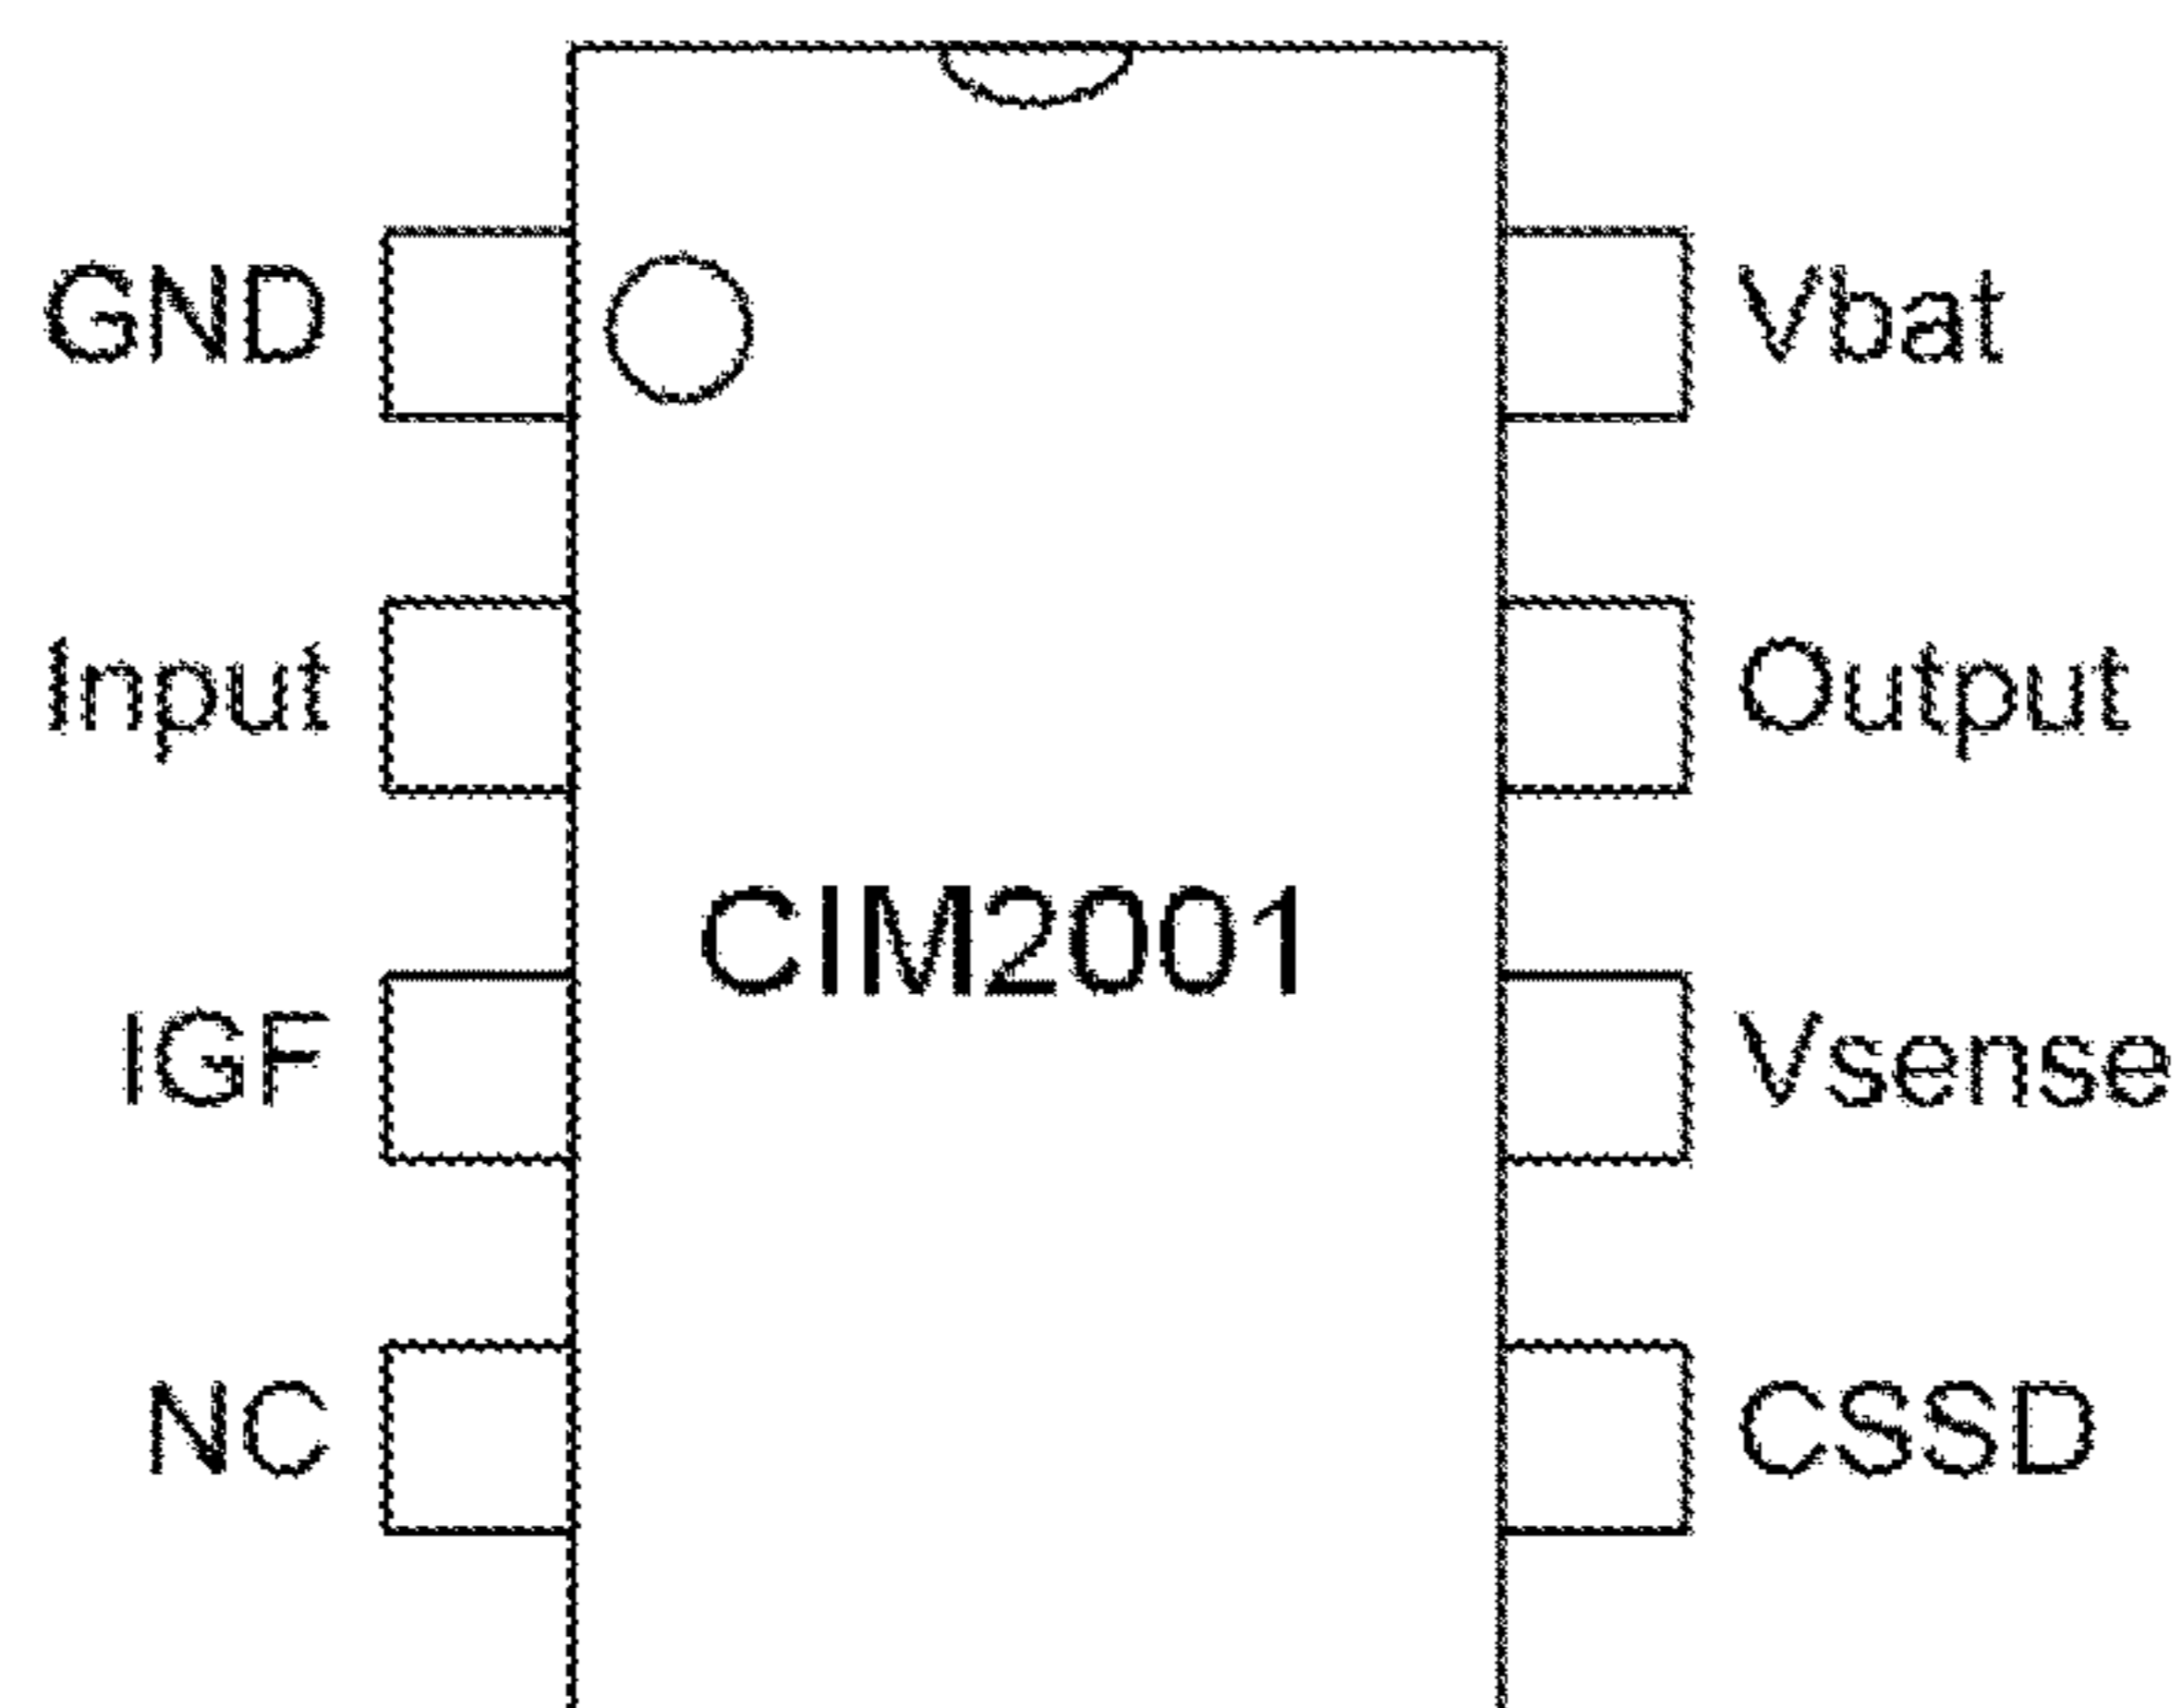 GND
Vbat
Input
Output
CIM2001
IGF
Vsense
NC
CSSD